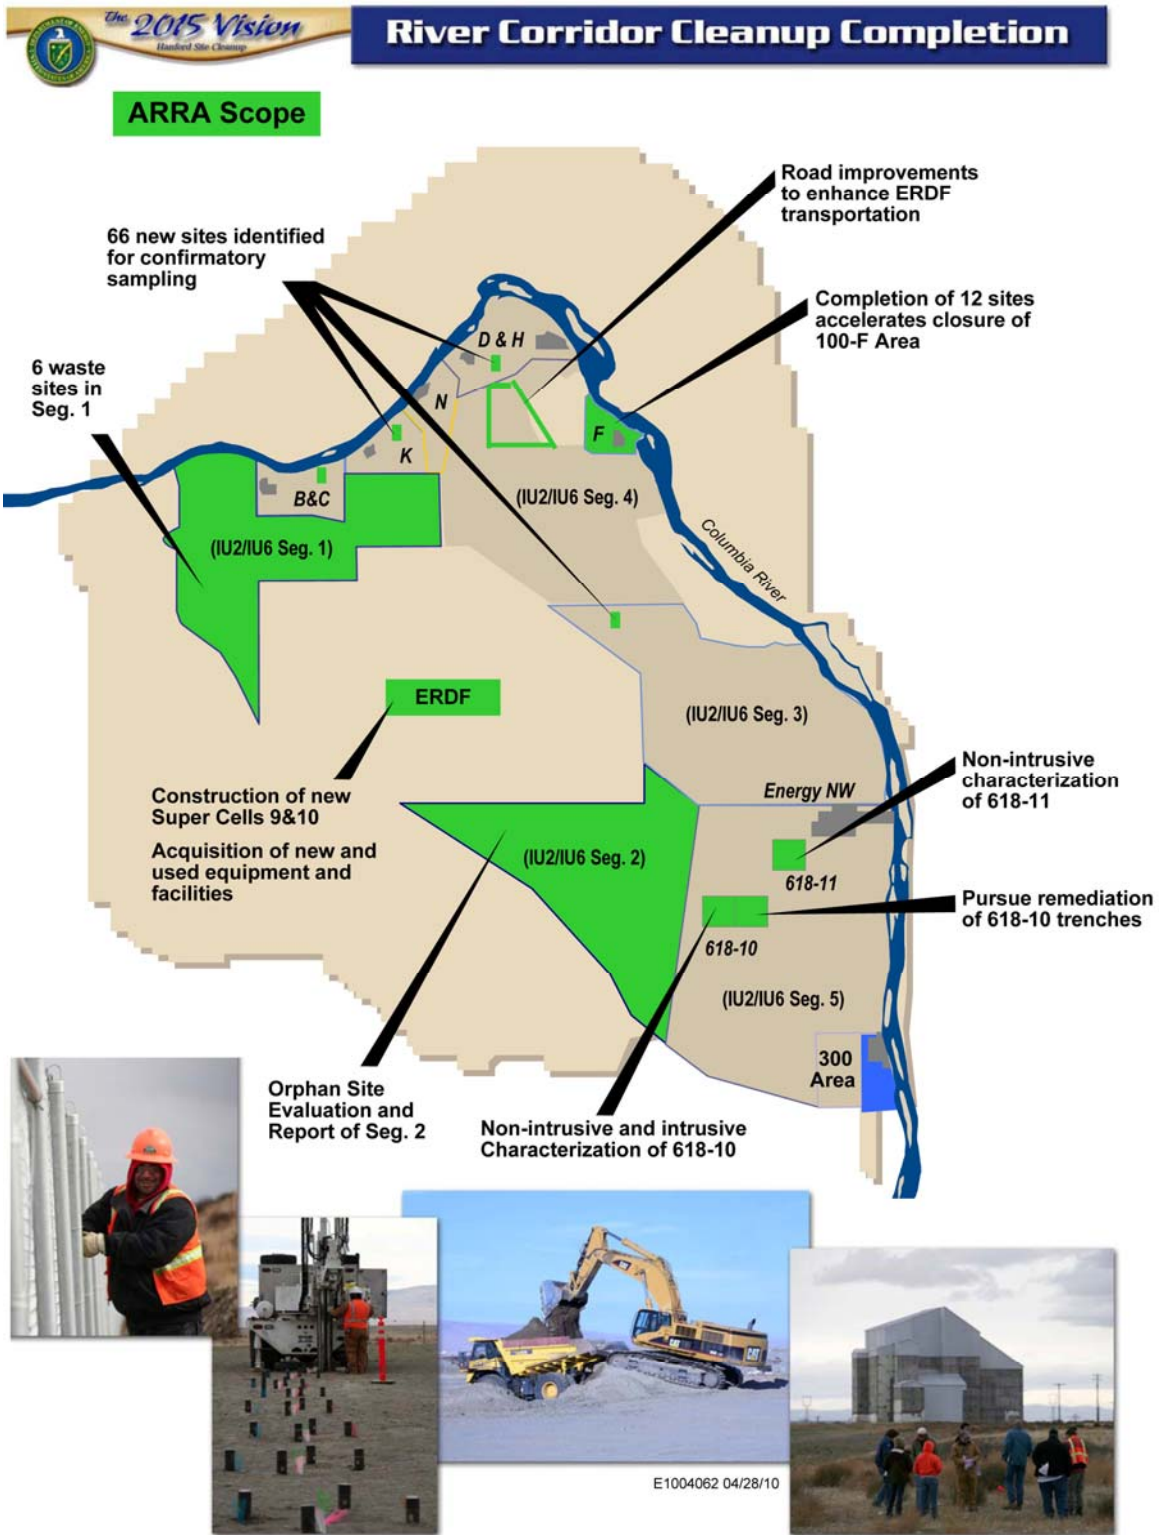 The 2015 Vision
Hanford Site Cleanup
River Corridor Cleanup Completion
ARRA Scope
Road improvements
to enhance ERDF
transportation
66 new sites identified
for confirmatory
sampling
Completion of 12 sites
accelerates closure of
100-F Area
6 waste
sites in
Seg. 1
D & H
N
F
K
B&C
(IU2/IU6 Seg. 4)
(IU2/IU6 Seg. 1)
Columbia River
ERDF
(IU2/IU6 Seg. 3)
Non-intrusive
characterization
of 618-11
Energy NW
Construction of new
Super Cells 9&10
Acquisition of new and
used equipment and
facilities
(IU2/IU6 Seg. 2)
618-11
Pursue remediation
of 618-10 trenches
618-10
(IU2/IU6 Seg. 5)
300
Area
Orphan Site
Evaluation and
Report of Seg. 2
Non-intrusive and intrusive
Characterization of 618-10
CAT
E1004062 04/28/10